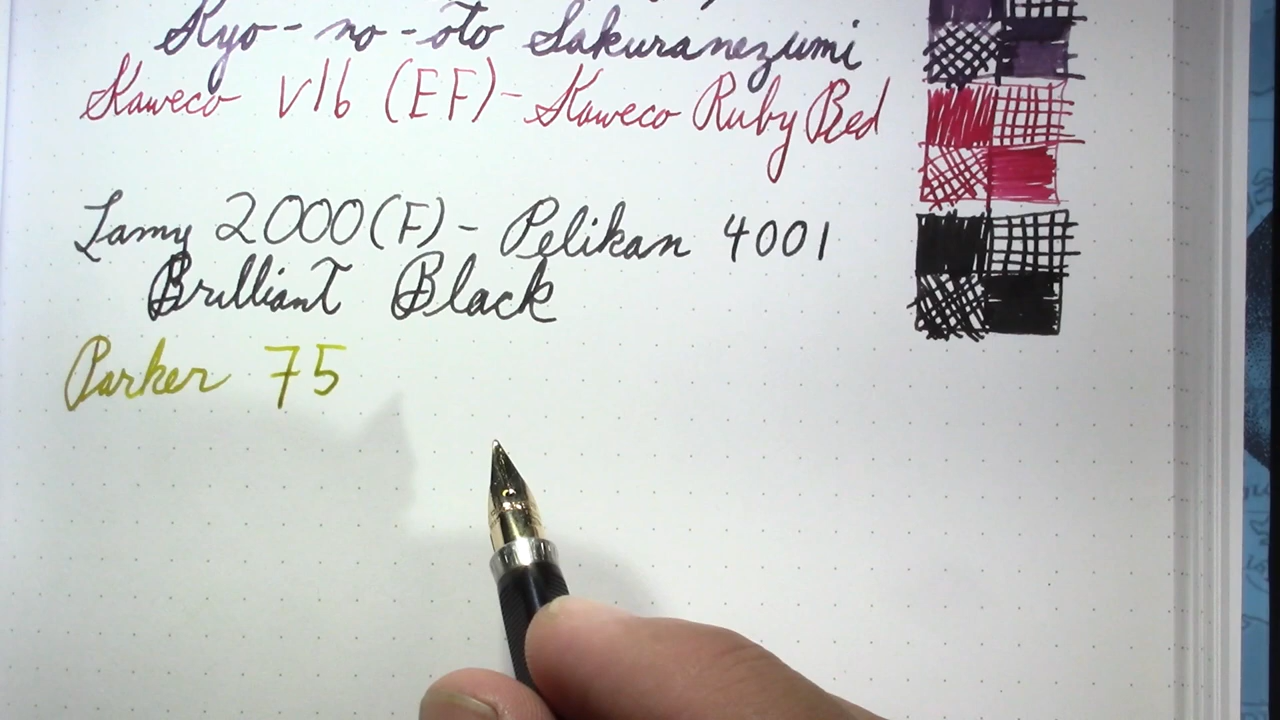 Kyo-no-oto Sakuranezumi
Kaweco V16 (EF) - Kaweco Ruby Red
Lamy 2000 (F) - Pelikan 4001
Brilliant Black
Parker 75